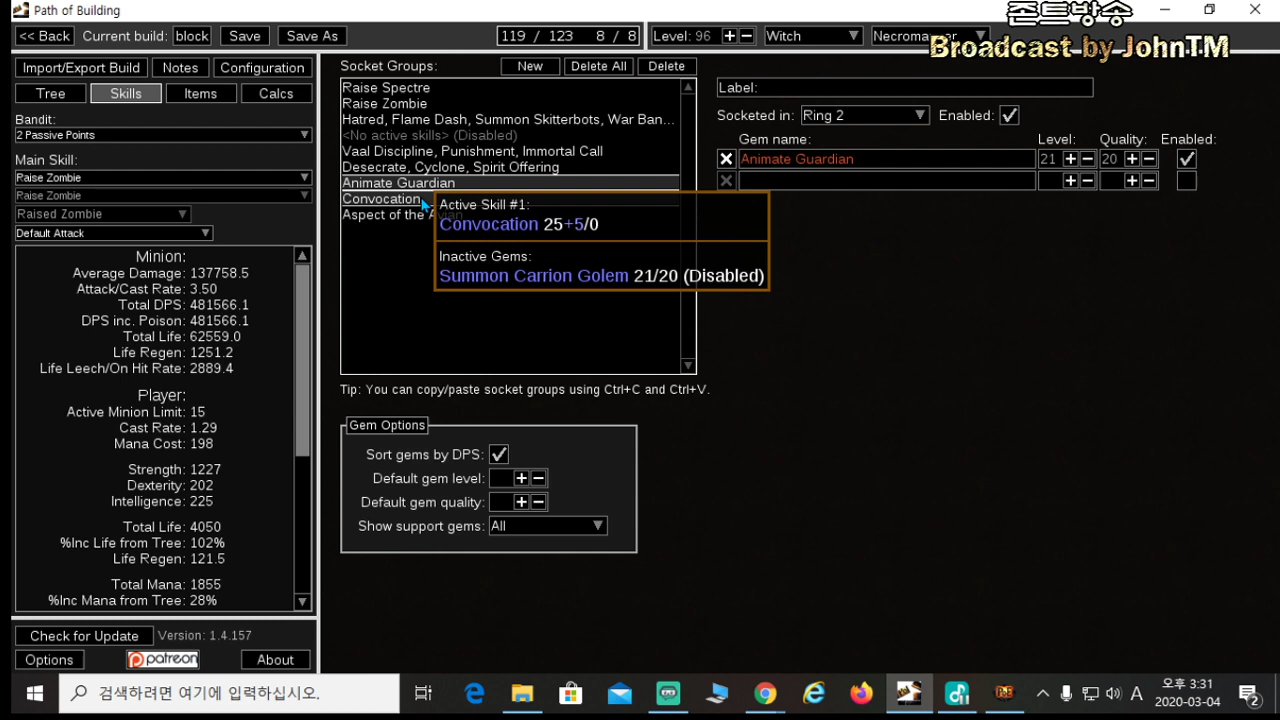 Path of Building
존트방송
Broadcast by JohnTM
<< Back
Current build:
block
Save
Save As
119 / 123 8 / 8
Level: 96
+
−
Witch
Import/Export Build
Notes
Configuration
Tree
Skills
Items
Calcs
Bandit:
2 Passive Points
Main Skill:
Raise Zombie
Raise Zombie
Raised Zombie
Default Attack
Minion:
Average Damage: 137758.5
Attack/Cast Rate: 3.50
Total DPS: 481566.1
DPS inc. Poison: 481566.1
Total Life: 62559.0
Life Regen: 1251.2
Life Leech/On Hit Rate: 2889.4
Player:
Active Minion Limit: 15
Cast Rate: 1.29
Mana Cost: 198
Strength: 1227
Dexterity: 202
Intelligence: 225
Total Life: 4050
%Inc Life from Tree: 102%
Life Regen: 121.5
Total Mana: 1855
%Inc Mana from Tree: 28%
Check for Update
Version: 1.4.157
Options
patreon
About
Socket Groups:
New
Delete All
Delete
Raise Spectre
Raise Zombie
Hatred, Flame Dash, Summon Skitterbots, War Ban...
<No active skills> (Disabled)
Vaal Discipline, Punishment, Immortal Call
Desecrate, Cyclone, Spirit Offering
Animate Guardian
Convocation
Aspect of the Avian
Active Skill #1:
Convocation 25+5/0
Inactive Gems:
Summon Carrion Golem 21/20 (Disabled)
Tip: You can copy/paste socket groups using Ctrl+C and Ctrl+V.
Gem Options
Sort gems by DPS:
Default gem level:
+
−
Default gem quality:
+
−
Show support gems: All
Label:
Socketed in: Ring 2
Enabled:
Gem name:
Level:
Quality:
Enabled:
Animate Guardian
21
+
−
20
+
−
+
−
+
−
검색하려면 여기에 입력하십시오.
A
오후 3:31
2020-03-04
2